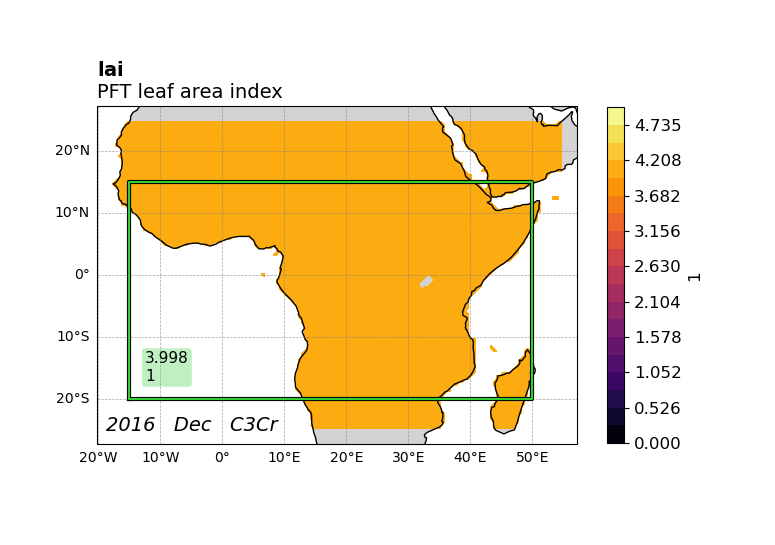 lai
PFT leaf area index
20°N
10°N
0°
10°S
20°S
3.998
1
2016 Dec C3Cr
20°W 10°W 0° 10°E 20°E 30°E 40°E 50°E
4.735
4.208
3.682
3.156
2.630
2.104
1.578
1.052
0.526
0.000
1